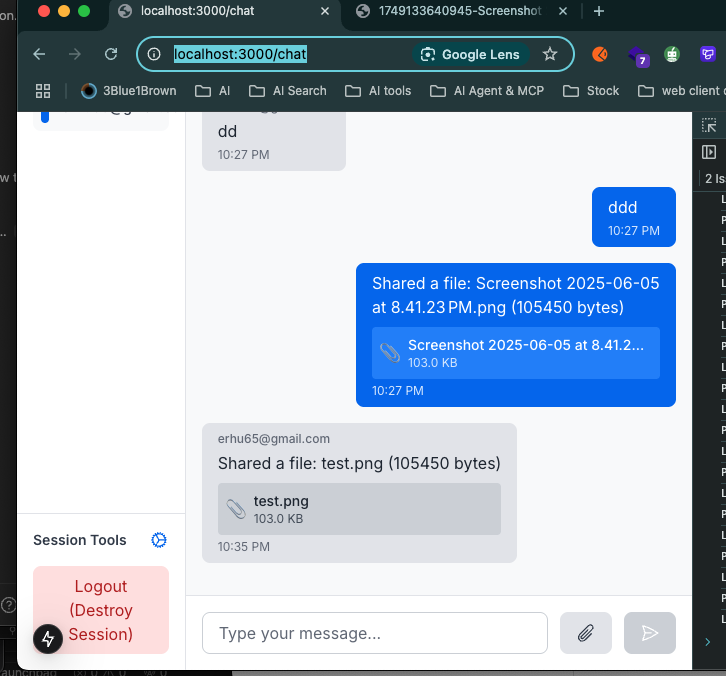 on.
localhost:3000/chat
1749133640945-Screenshot
localhost:3000/chat
Google Lens
7
3Blue1Brown
AI
AI Search
AI tools
AI Agent & MCP
Stock
web client
dd
10:27 PM
2 Is
ddd
10:27 PM
Shared a file: Screenshot 2025-06-05
at 8.41.23 PM.png (105450 bytes)
Screenshot 2025-06-05 at 8.41.2...
103.0 KB
10:27 PM
erhu65@gmail.com
Shared a file: test.png (105450 bytes)
test.png
103.0 KB
10:35 PM
Session Tools
Logout
(Destroy
Session)
Type your message...